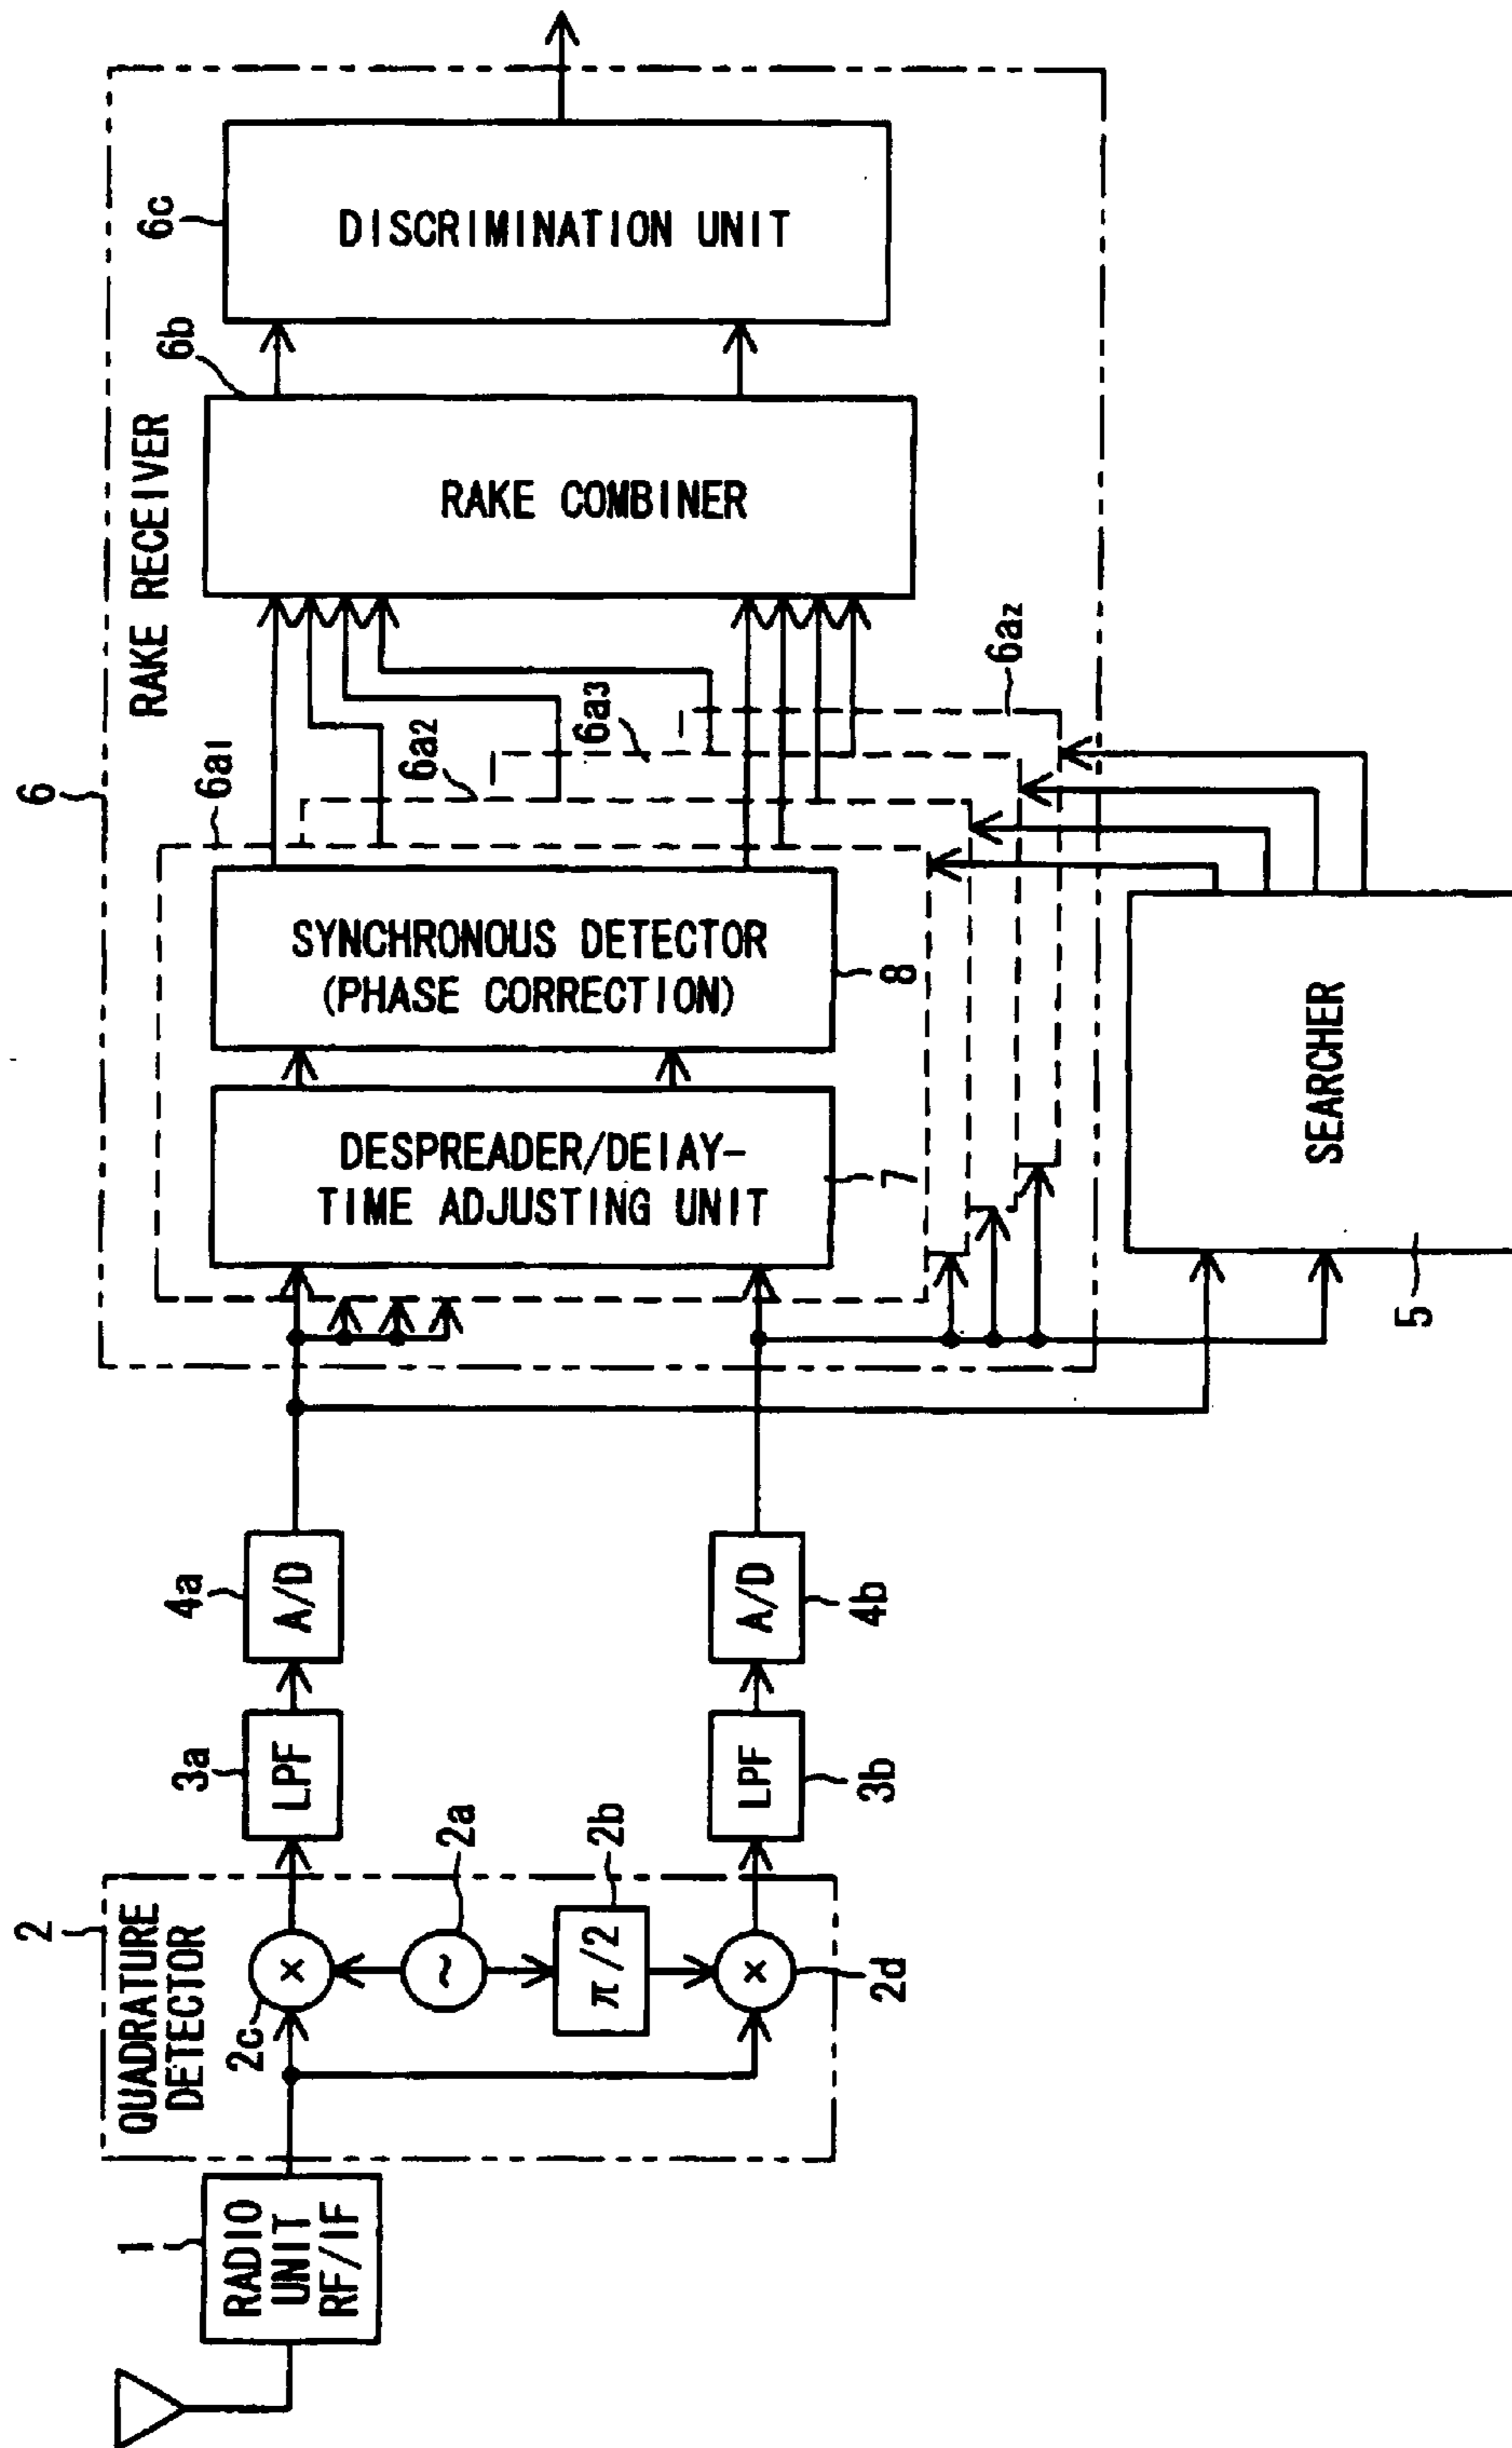 1
RADIO
UNIT
RF/IF
2
QUADRATURE
DETECTOR
2c
×
2a
~
2b
π/2
×
2d
3a
LPF
3b
LPF
4a
A/D
4b
A/D
6
RAKE RECEIVER
6a1
6a2
6a3
6az
DESPREADER/DEIAY-
TIME ADJUSTING UNIT
7
SYNCHRONOUS DETECTOR
(PHASE CORRECTION)
8
6b
RAKE COMBINER
6c
DISCRIMINATION UNIT
SEARCHER
5